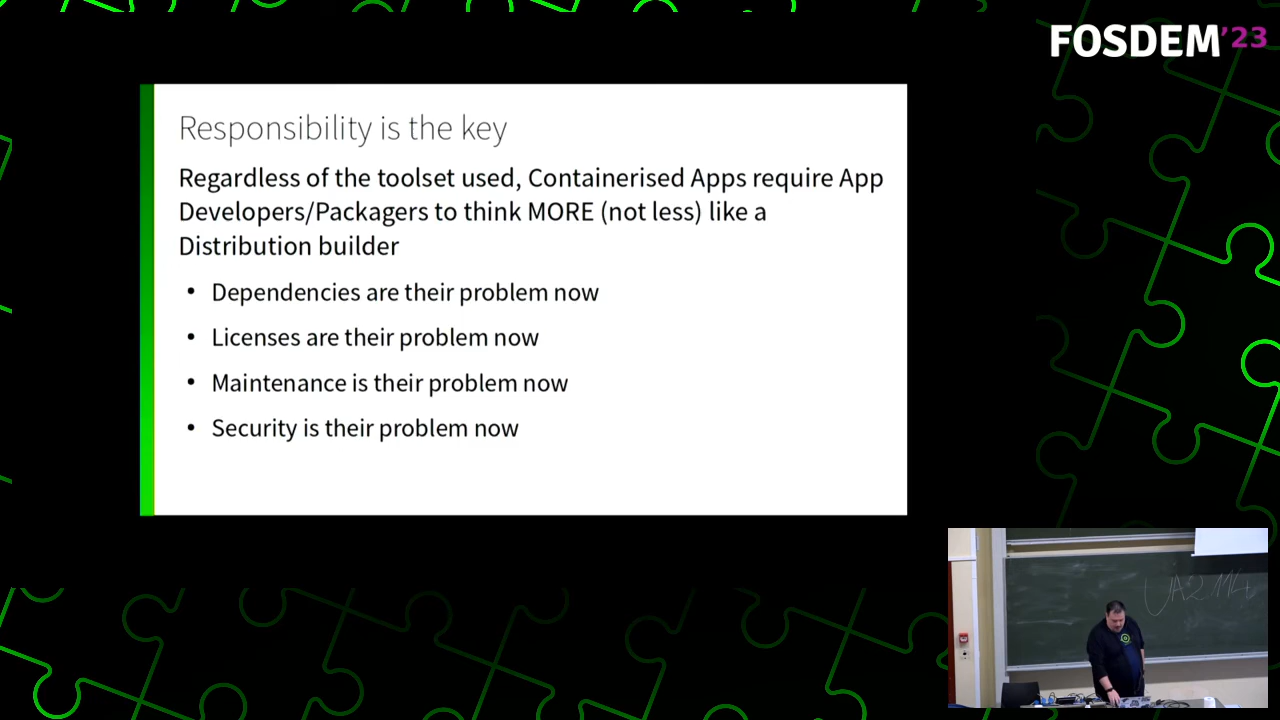 FOSDEM'23
Responsibility is the key
Regardless of the toolset used, Containerised Apps require App
Developers/Packagers to think MORE (not less) like a
Distribution builder
• Dependencies are their problem now
• Licenses are their problem now
• Maintenance is their problem now
• Security is their problem now
UA2.114